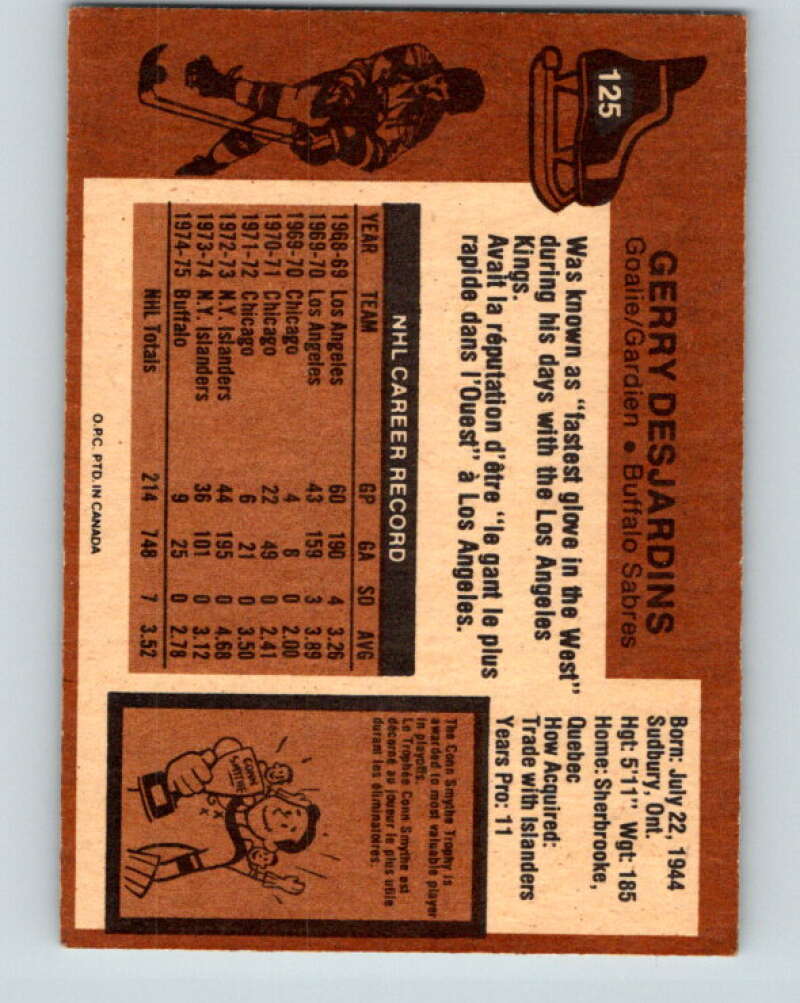 125
GERRY DESJARDINS
Goalie/Gardien • Buffalo Sabres
Was known as "fastest glove in the West"
during his days with the Los Angeles
Kings.
Avait la réputation d'être "le gant le plus
rapide dans l'Ouest" à Los Angeles.
Born: July 22, 1944
Sudbury, Ont.
Hgt: 5'11" Wgt: 185
Home: Sherbrooke,
Quebec
How Acquired:
Trade with Islanders
Years Pro: 11
NHL CAREER RECORD
YEAR TEAM GP GA SO AVG
1968-69 Los Angeles 60 190 4 3.26
1969-70 Los Angeles 43 159 3 3.89
1969-70 Chicago 4 8 0 2.00
1970-71 Chicago 22 49 0 2.41
1971-72 Chicago 6 21 0 3.50
1972-73 N.Y. Islanders 44 195 0 4.68
1973-74 N.Y. Islanders 36 101 0 3.12
1974-75 Buffalo 9 25 0 2.78
NHL Totals 214 748 7 3.52
The Conn Smythe Trophy is
awarded to most valuable player
in playoffs.
Le Trophée Conn Smythe est
décerné au joueur le plus utile
durant les éliminatoires.
CONN
SMYTHE
O.P.C. PTD. IN CANADA